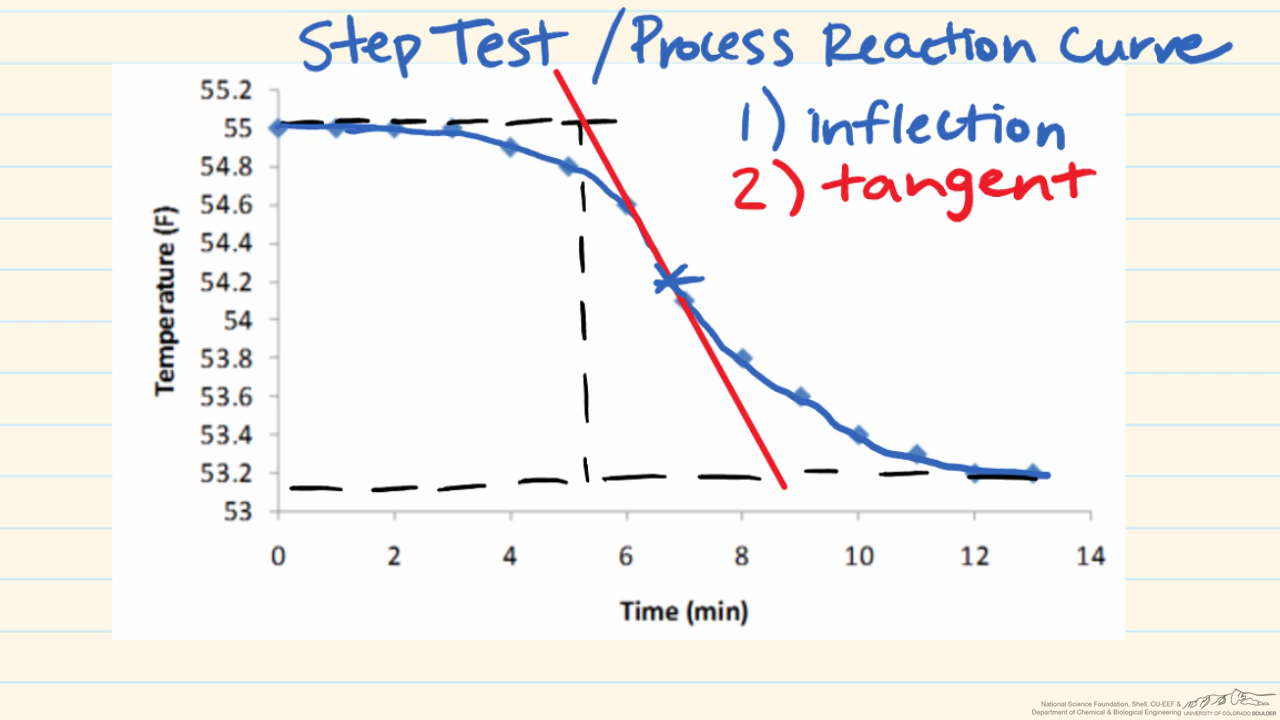 Step Test / Process Reaction Curve
1) inflection
2) tangent
55.2
55
54.8
54.6
54.4
54.2
54
53.8
53.6
53.4
53.2
53
Temperature (F)
0 2 4 6 8 10 12 14
Time (min)
National Science Foundation, Shell, CU-EEF &
Department of Chemical & Biological Engineering
UNIVERSITY OF COLORADO BOULDER